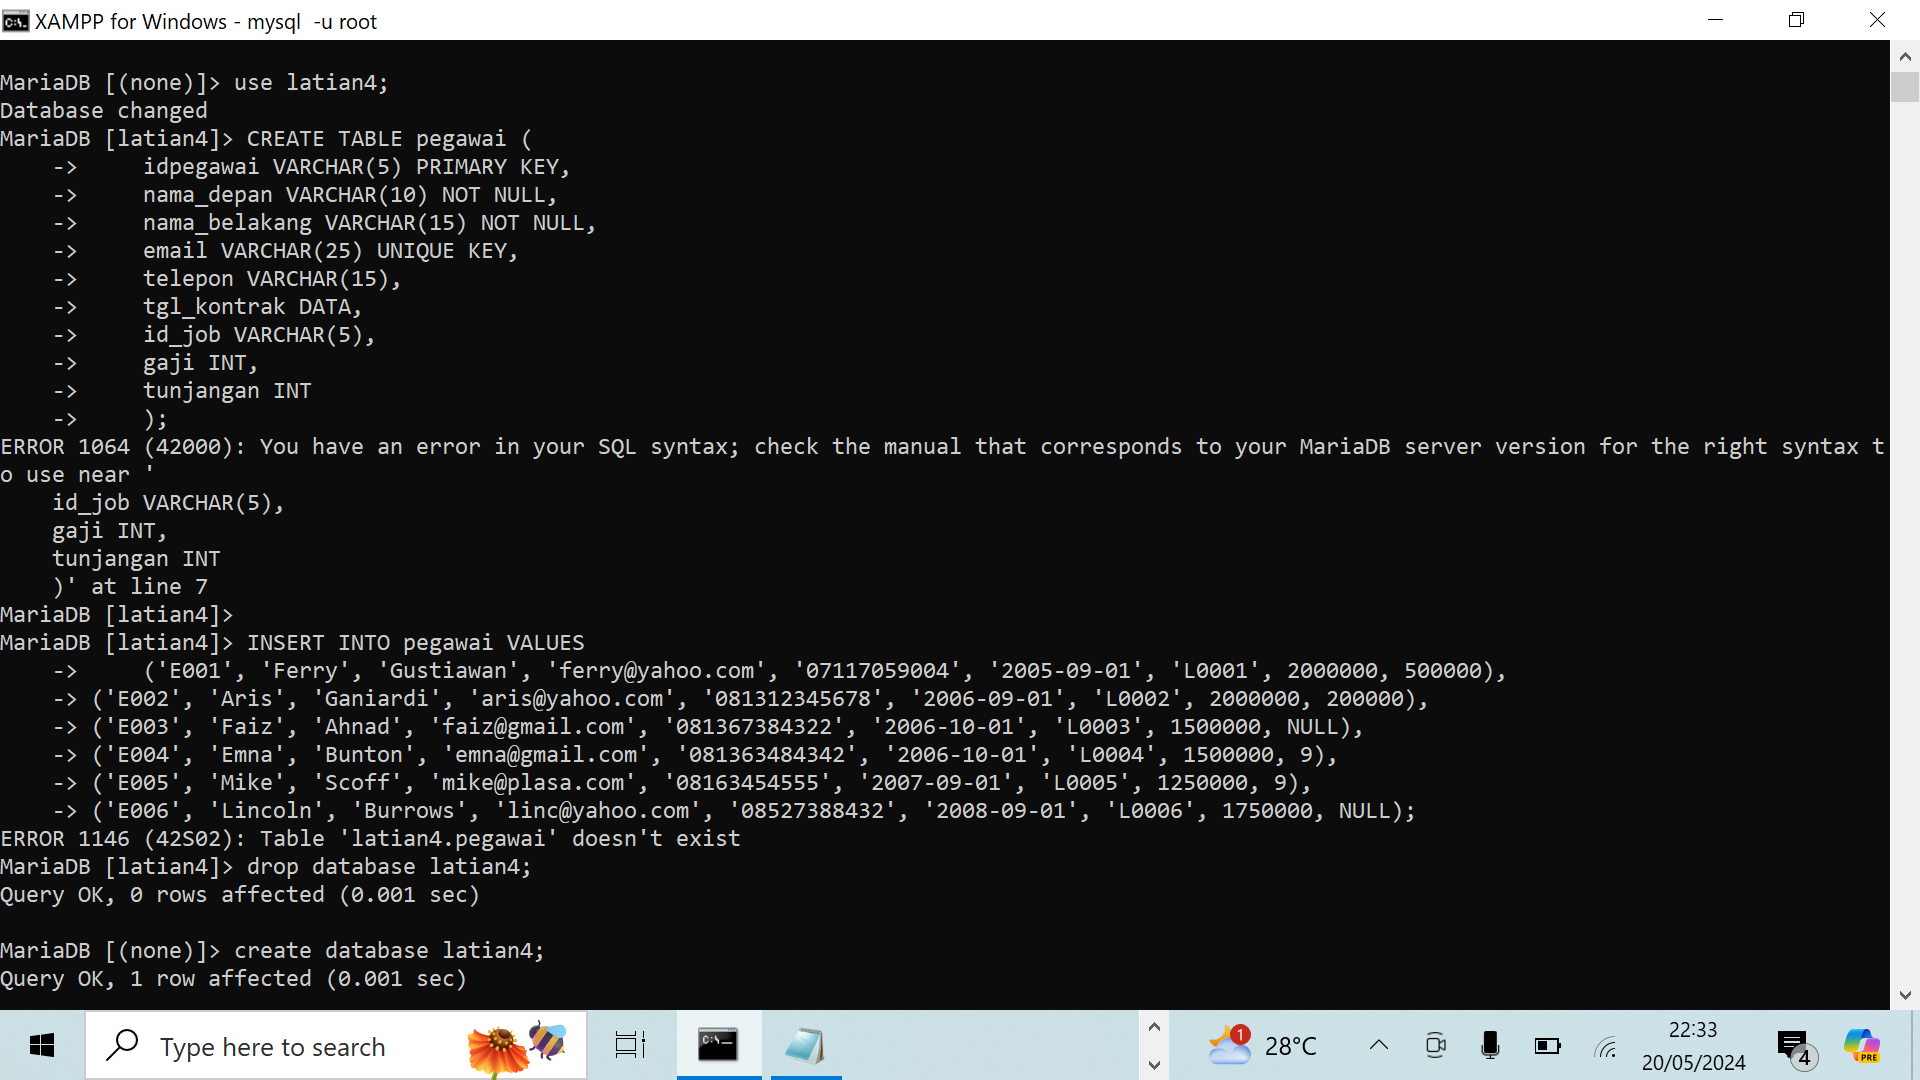 XAMPP for Windows - mysql  -u root
MariaDB [(none)]> use latian4;
Database changed
MariaDB [latian4]> CREATE TABLE pegawai (
    ->     idpegawai VARCHAR(5) PRIMARY KEY,
    ->     nama_depan VARCHAR(10) NOT NULL,
    ->     nama_belakang VARCHAR(15) NOT NULL,
    ->     email VARCHAR(25) UNIQUE KEY,
    ->     telepon VARCHAR(15),
    ->     tgl_kontrak DATA,
    ->     id_job VARCHAR(5),
    ->     gaji INT,
    ->     tunjangan INT
    ->     );
ERROR 1064 (42000): You have an error in your SQL syntax; check the manual that corresponds to your MariaDB server version for the right syntax t
o use near '
    id_job VARCHAR(5),
    gaji INT,
    tunjangan INT
    )' at line 7
MariaDB [latian4]>
MariaDB [latian4]> INSERT INTO pegawai VALUES
    ->     ('E001', 'Ferry', 'Gustiawan', 'ferry@yahoo.com', '07117059004', '2005-09-01', 'L0001', 2000000, 500000),
    -> ('E002', 'Aris', 'Ganiardi', 'aris@yahoo.com', '081312345678', '2006-09-01', 'L0002', 2000000, 200000),
    -> ('E003', 'Faiz', 'Ahnad', 'faiz@gmail.com', '081367384322', '2006-10-01', 'L0003', 1500000, NULL),
    -> ('E004', 'Emna', 'Bunton', 'emna@gmail.com', '081363484342', '2006-10-01', 'L0004', 1500000, 9),
    -> ('E005', 'Mike', 'Scoff', 'mike@plasa.com', '08163454555', '2007-09-01', 'L0005', 1250000, 9),
    -> ('E006', 'Lincoln', 'Burrows', 'linc@yahoo.com', '08527388432', '2008-09-01', 'L0006', 1750000, NULL);
ERROR 1146 (42S02): Table 'latian4.pegawai' doesn't exist
MariaDB [latian4]> drop database latian4;
Query OK, 0 rows affected (0.001 sec)
MariaDB [(none)]> create database latian4;
Query OK, 1 row affected (0.001 sec)
Type here to search
1
28°C
22:33
20/05/2024
4
PRE